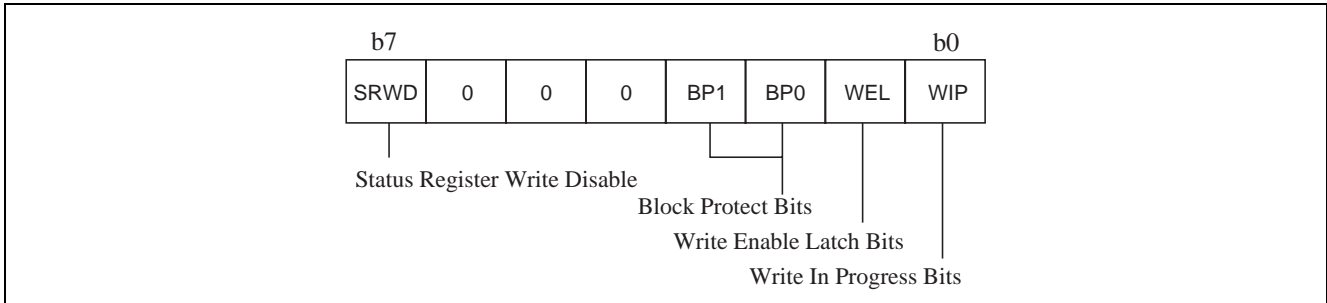 b7 b0
SRWD 0 0 0 BP1 BP0 WEL WIP
Status Register Write Disable
Block Protect Bits
Write Enable Latch Bits
Write In Progress Bits